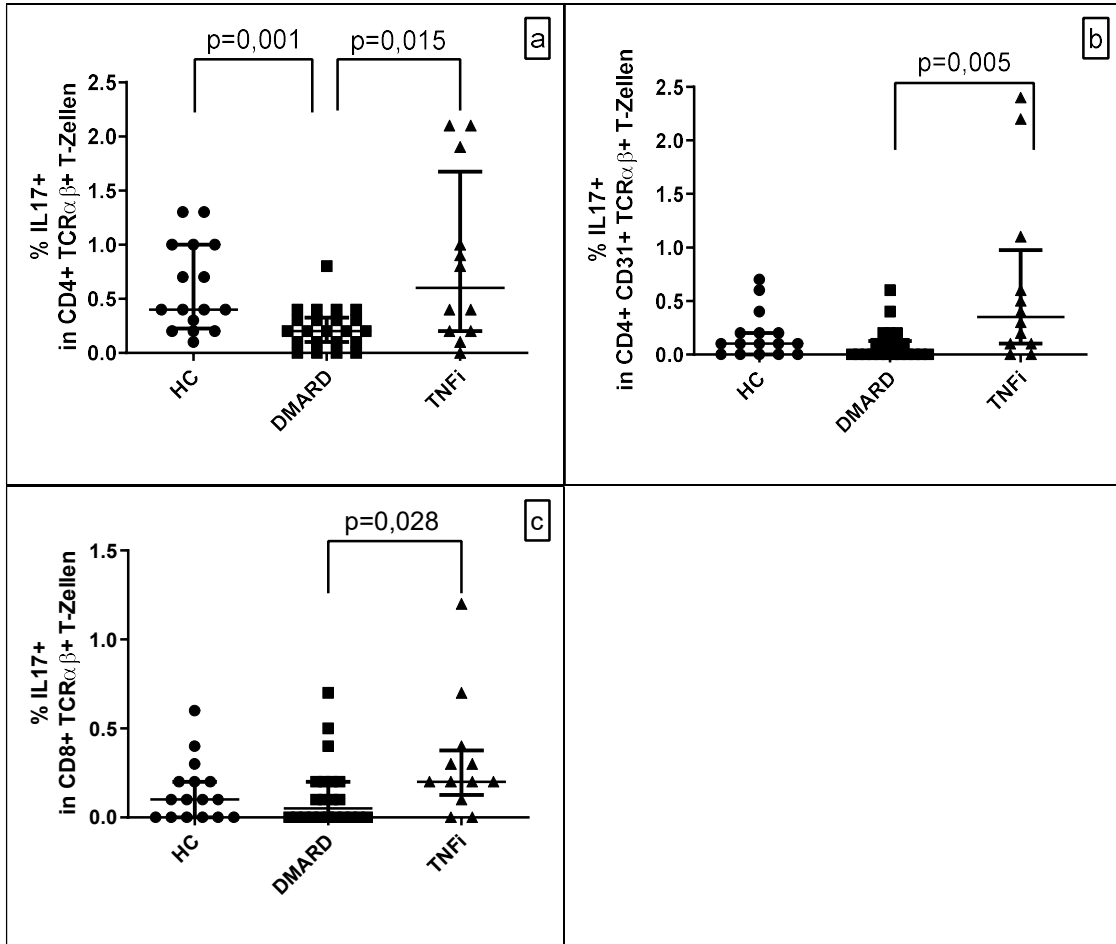 a
p=0,001
p=0,015
% IL17+
in CD4+ TCRαβ+ T-Zellen
2.5
2.0
1.5
1.0
0.5
0.0
HC
DMARD
TNFi
b
p=0,005
% IL17+
in CD4+ CD31+ TCRαβ+ T-Zellen
2.5
2.0
1.5
1.0
0.5
0.0
HC
DMARD
TNFi
c
p=0,028
% IL17+
in CD8+ TCRαβ+ T-Zellen
1.5
1.0
0.5
0.0
HC
DMARD
TNFi